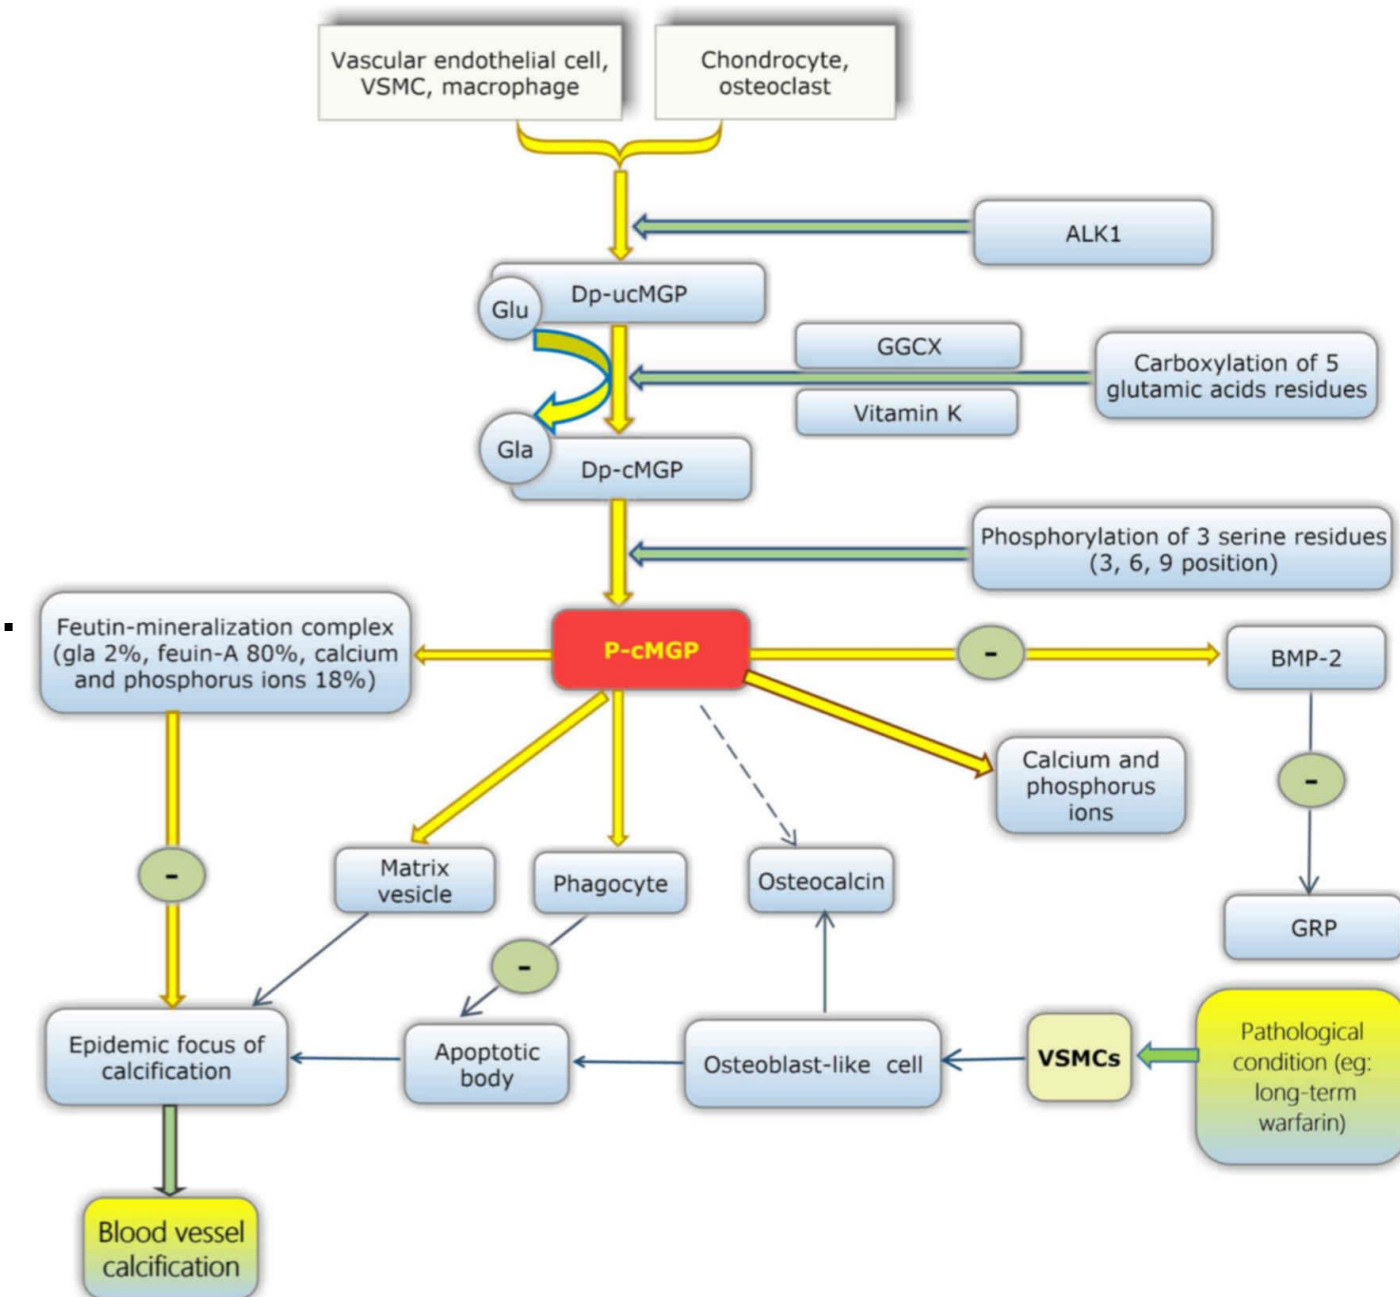 Vascular endothelial cell,
VSMC, macrophage
Chondrocyte,
osteoclast
ALK1
Dp-ucMGP
Glu
GGCX
Carboxylation of 5
glutamic acids residues
Vitamin K
Gla
Dp-cMGP
Phosphorylation of 3 serine residues
(3, 6, 9 position)
Feutin-mineralization complex
(gla 2%, feuin-A 80%, calcium
and phosphorus ions 18%)
P-cMGP
-
BMP-2
Calcium and
phosphorus
ions
-
-
Matrix
vesicle
Phagocyte
Osteocalcin
GRP
-
Epidemic focus of
calcification
Apoptotic
body
Osteoblast-like cell
VSMCs
Pathological
condition (eg:
long-term
warfarin)
Blood vessel
calcification